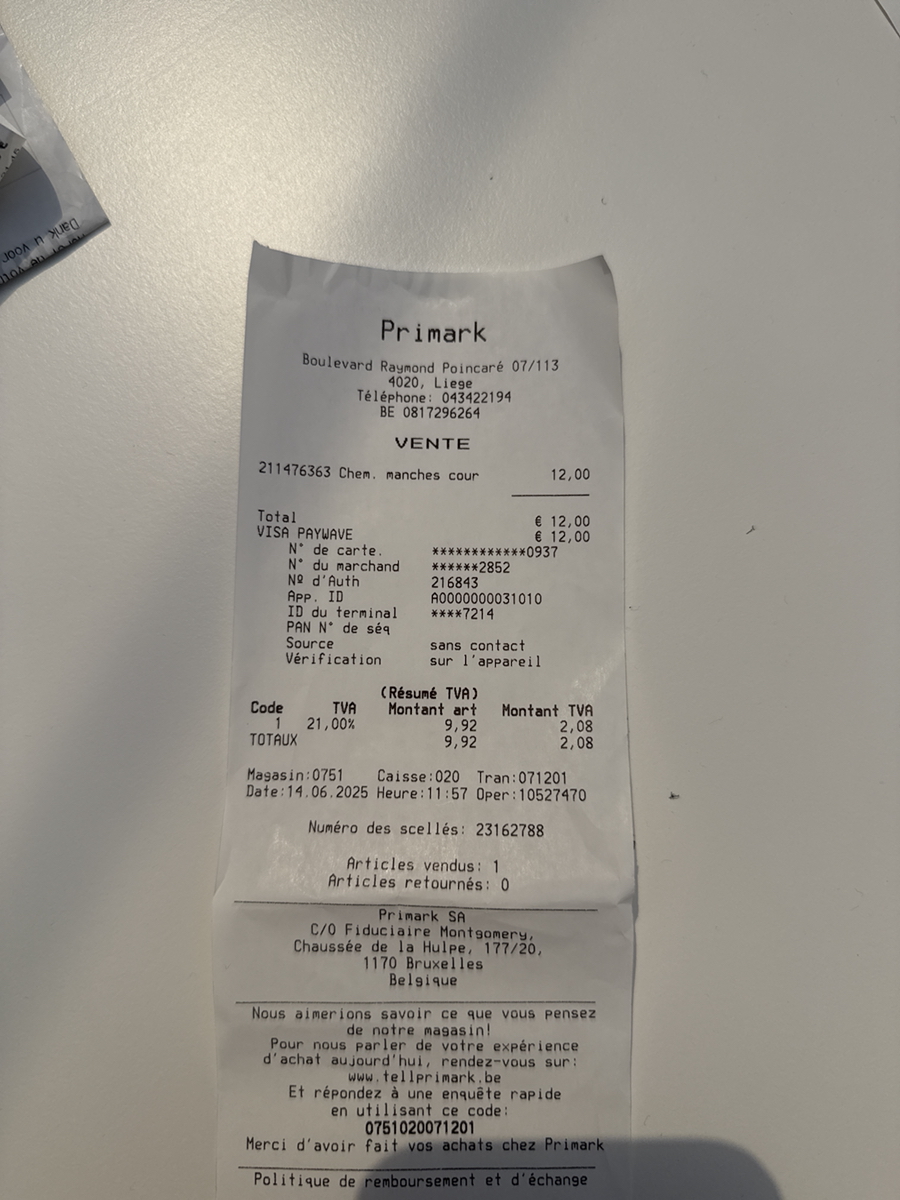 Dank u voor
Primark
Boulevard Raymond Poincaré 07/113
4020, Liege
Téléphone: 043422194
BE 0817296264
VENTE
211476363 Chem. manches cour 12,00
Total € 12,00
VISA PAYWAVE € 12,00
N° de carte. ************0937
N° du marchand ******2852
Nº d'Auth 216843
App. ID A0000000031010
ID du terminal ****7214
PAN N° de séq
Source sans contact
Vérification sur l'appareil
(Résumé TVA)
Code TVA Montant art Montant TVA
1 21,00% 9,92 2,08
TOTAUX 9,92 2,08
Magasin:0751 Caisse:020 Tran:071201
Date:14.06.2025 Heure:11:57 Oper:10527470
Numéro des scellés: 23162788
Articles vendus: 1
Articles retournés: 0
Primark SA
C/O Fiduciaire Montgomery,
Chaussée de la Hulpe, 177/20,
1170 Bruxelles
Belgique
Nous aimerions savoir ce que vous pensez
de notre magasin!
Pour nous parler de votre expérience
d'achat aujourd'hui, rendez-vous sur:
www.tellprimark.be
Et répondez à une enquête rapide
en utilisant ce code:
0751020071201
Merci d'avoir fait vos achats chez Primark
Politique de remboursement et d'échange